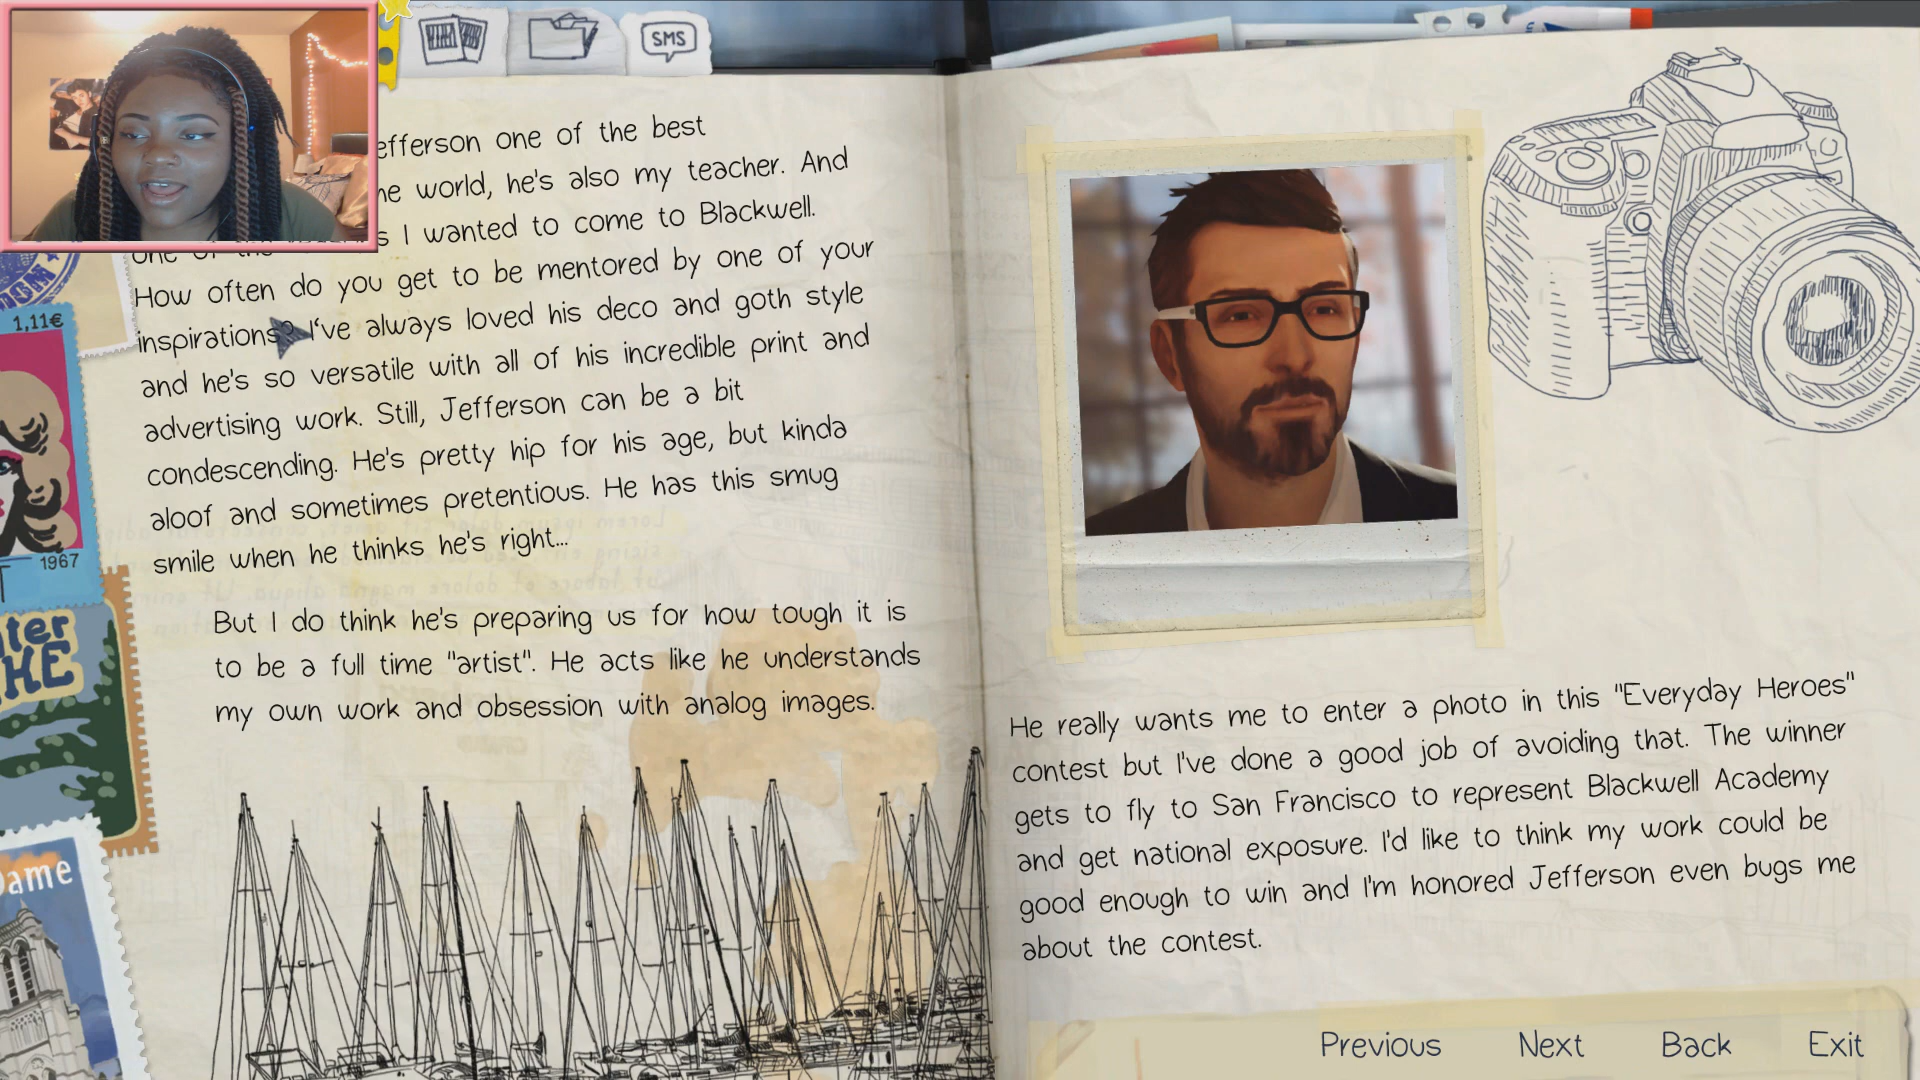 SMS
efferson one of the best
he world, he's also my teacher. And
s I wanted to come to Blackwell.
one of the
How often do you get to be mentored by one of your
inspirations? I've always loved his deco and goth style
and he's so versatile with all of his incredible print and
advertising work. Still, Jefferson can be a bit
condescending. He's pretty hip for his age, but kinda
aloof and sometimes pretentious. He has this smug
smile when he thinks he's right...
But I do think he's preparing us for how tough it is
to be a full time "artist". He acts like he understands
my own work and obsession with analog images.
1,11€
1967
ame
He really wants me to enter a photo in this "Everyday Heroes"
contest but I've done a good job of avoiding that. The winner
gets to fly to San Francisco to represent Blackwell Academy
and get national exposure. I'd like to think my work could be
good enough to win and I'm honored Jefferson even bugs me
about the contest.
Previous Next Back Exit